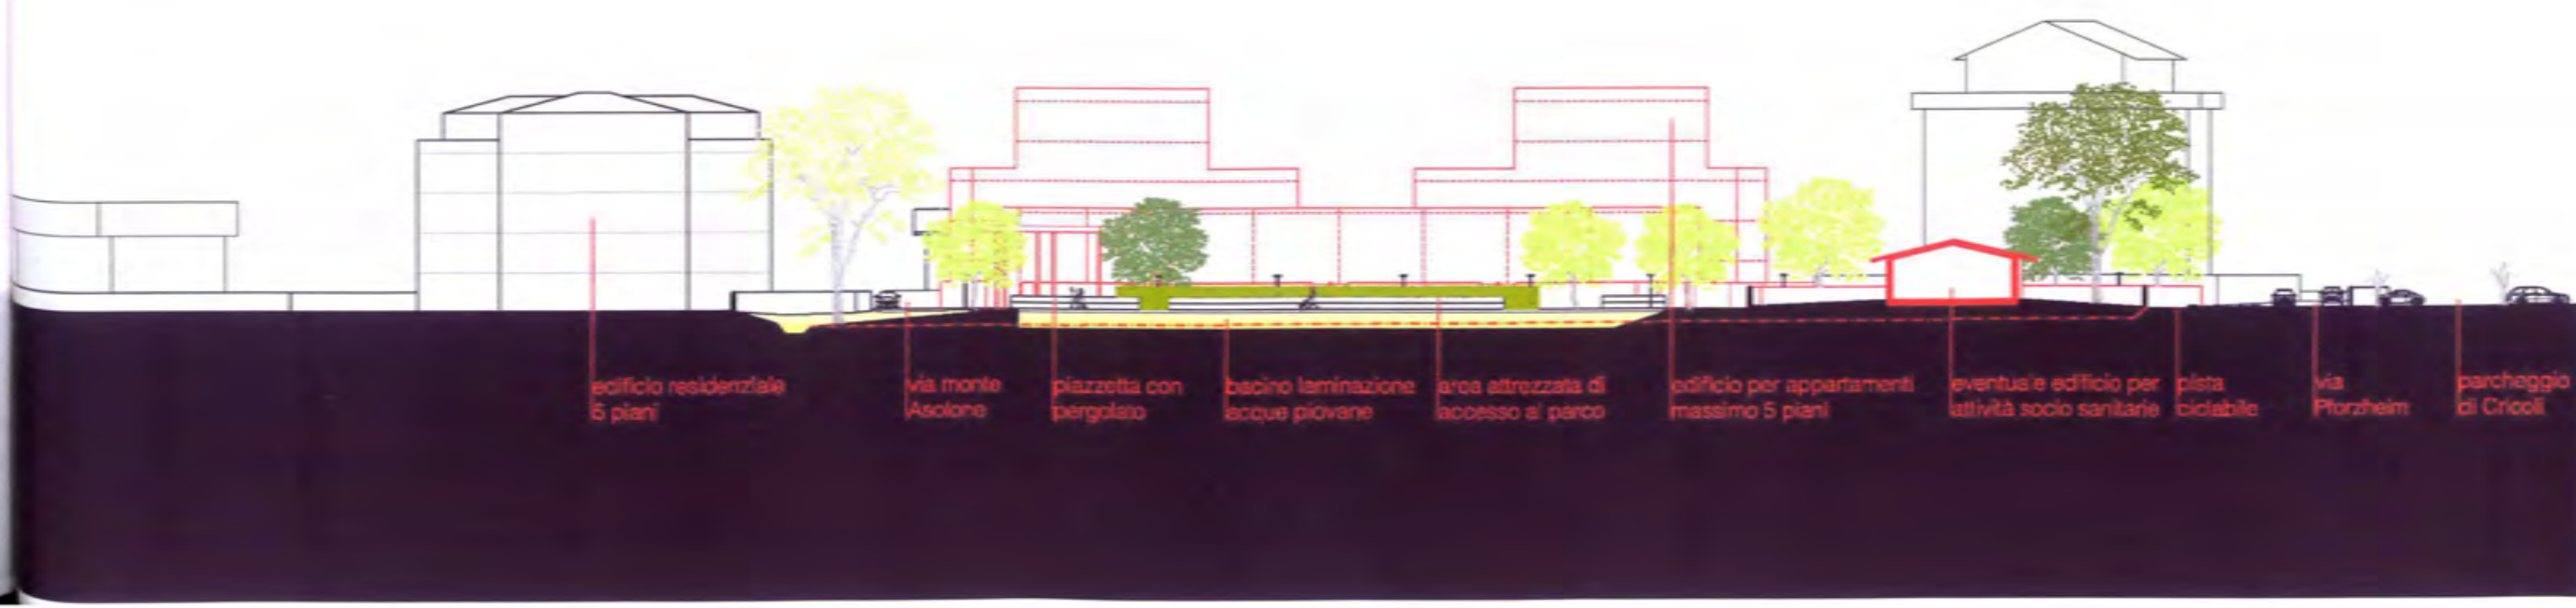 edificio residenziale
5 piani
via monte
Asolone
piazzetta con
pergolato
bacino laminazione
acque piovane
area attrezzata di
accesso al parco
edificio per appartamenti
massimo 5 piani
eventuale edificio per
attività socio sanitarie
pista
ciclabile
via
Pforzheim
parcheggio
di Cricoli